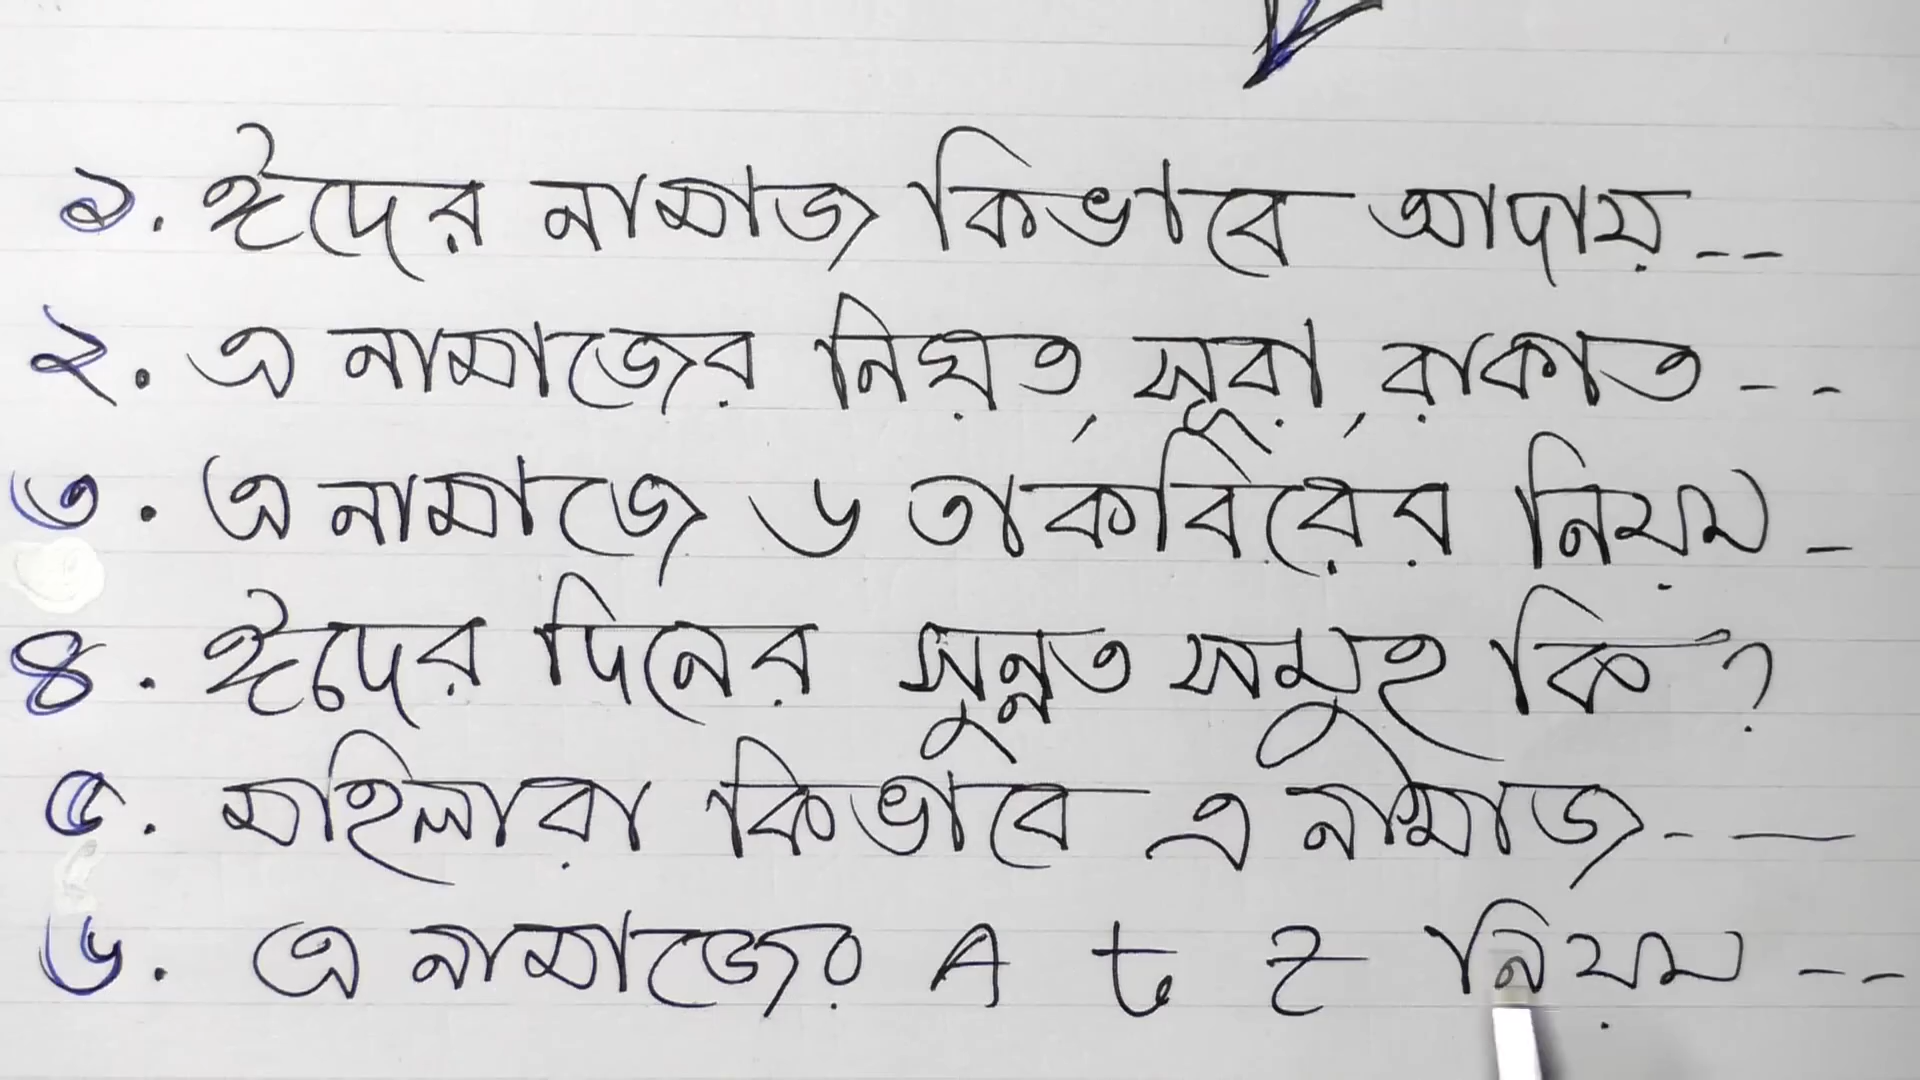 ১. ঈদের নামাজ কিভাবে আদায় --
২. এ নামাজের নিয়ত, সূরা, রাকাত --
৩. এ নামাজে ৬ তাকবিরের নিয়ম -
৪. ঈদের দিনের সুন্নত সমুহ কি ?
৫. মহিলারা কিভাবে এ নামাজ - —
৬. এ নামাজের A to Z নিয়ম --